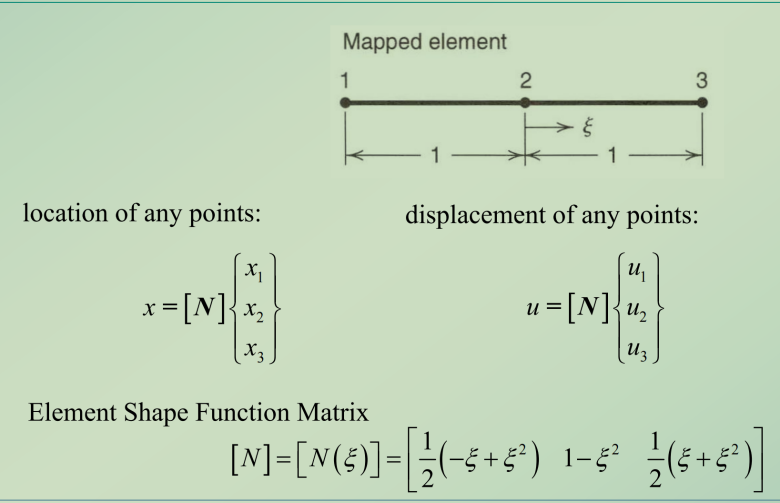 Mapped element
1 2 3
→ ξ
1 1
location of any points: displacement of any points:
x = [N] {x₁ x₂ x₃} u = [N] {u₁ u₂ u₃}
Element Shape Function Matrix
[N]=[N(ξ)]=[1/2(-ξ+ξ²) 1-ξ² 1/2(ξ+ξ²)]